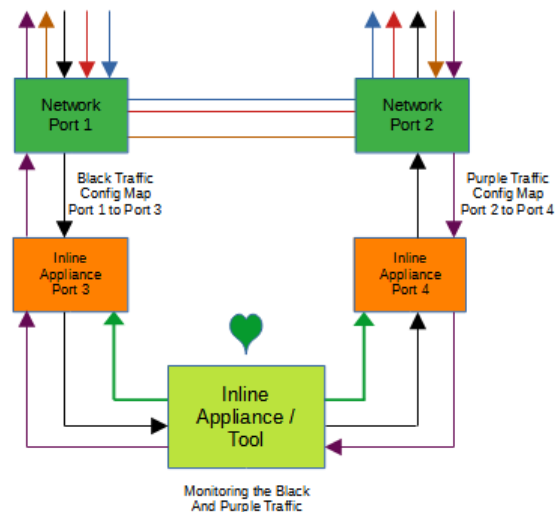 Network
Port 1
Network
Port 2
Black Traffic
Config Map
Port 1 to Port 3
Purple Traffic
Config Map
Port 2 to Port 4
Inline
Appliance
Port 3
Inline
Appliance
Port 4
Inline
Appliance /
Tool
Monitoring the Black
And Purple Traffic